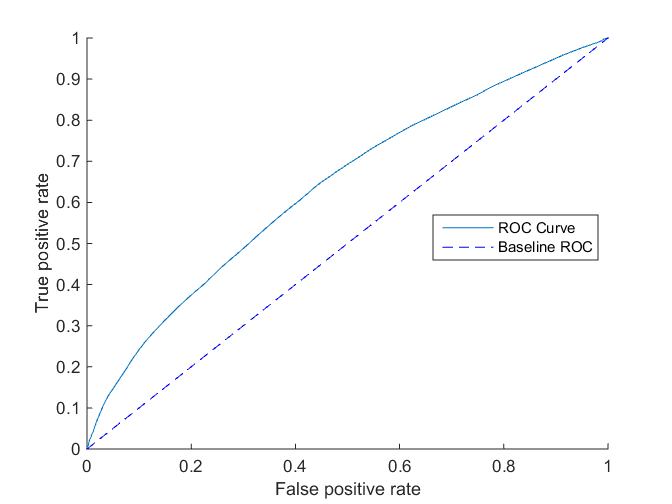 1
0.9
0.8
0.7
0.6
0.5
0.4
0.3
0.2
0.1
0
True positive rate
ROC Curve
Baseline ROC
0 0.2 0.4 0.6 0.8 1
False positive rate